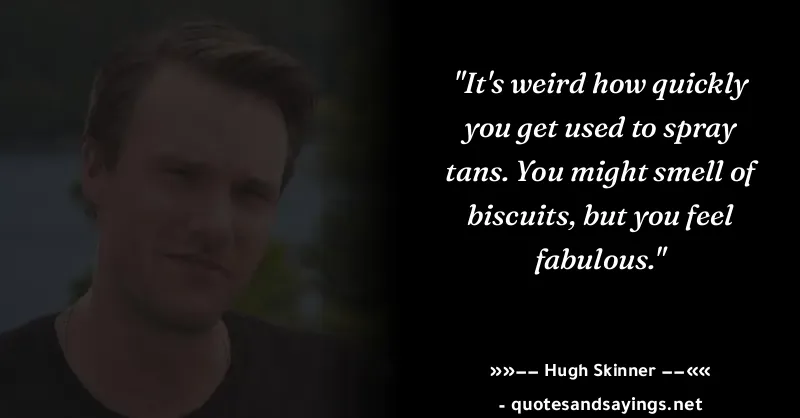 "It's weird how quickly
you get used to spray
tans. You might smell of
biscuits, but you feel
fabulous."
»»−− Hugh Skinner −−««
- quotesandsayings.net